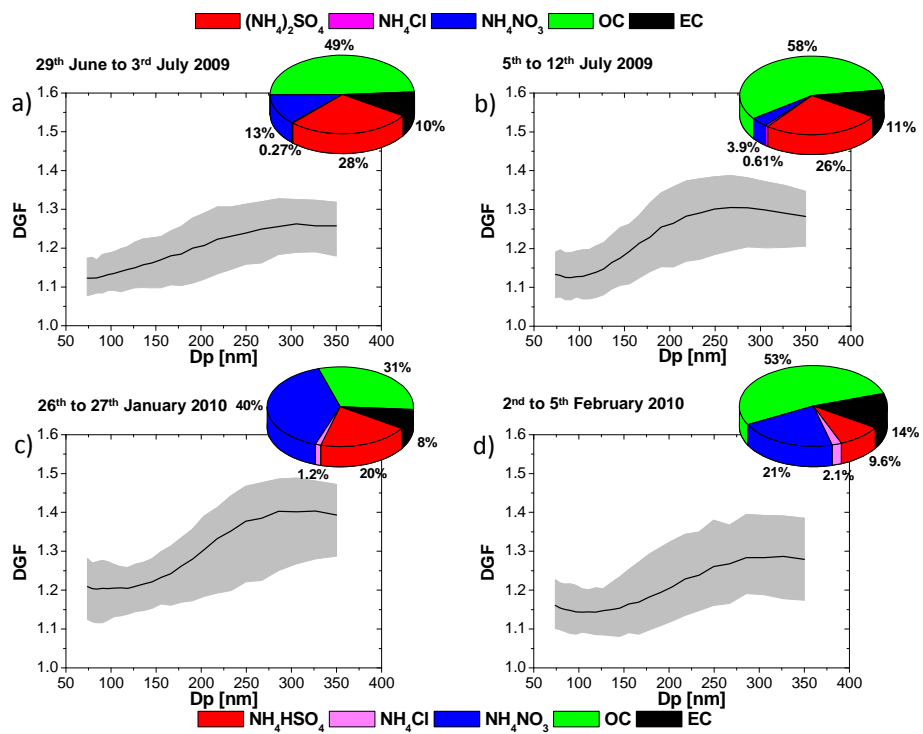 (NH₄)₂SO₄ NH₄Cl NH₄NO₃ OC EC
29th June to 3rd July 2009
49%
10%
28%
0.27%
13%
a)
1.6
1.5
1.4
1.3
1.2
1.1
1.0
DGF
50 100 150 200 250 300 350 400
Dp [nm]
5th to 12th July 2009
58%
11%
26%
0.61%
3.9%
b)
1.6
1.5
1.4
1.3
1.2
1.1
1.0
DGF
50 100 150 200 250 300 350 400
Dp [nm]
26th to 27th January 2010
31%
8%
20%
1.2%
40%
c)
1.6
1.5
1.4
1.3
1.2
1.1
1.0
DGF
50 100 150 200 250 300 350 400
Dp [nm]
2nd to 5th February 2010
53%
14%
9.6%
2.1%
21%
d)
1.6
1.5
1.4
1.3
1.2
1.1
1.0
DGF
50 100 150 200 250 300 350 400
Dp [nm]
NH₄HSO₄ NH₄Cl NH₄NO₃ OC EC